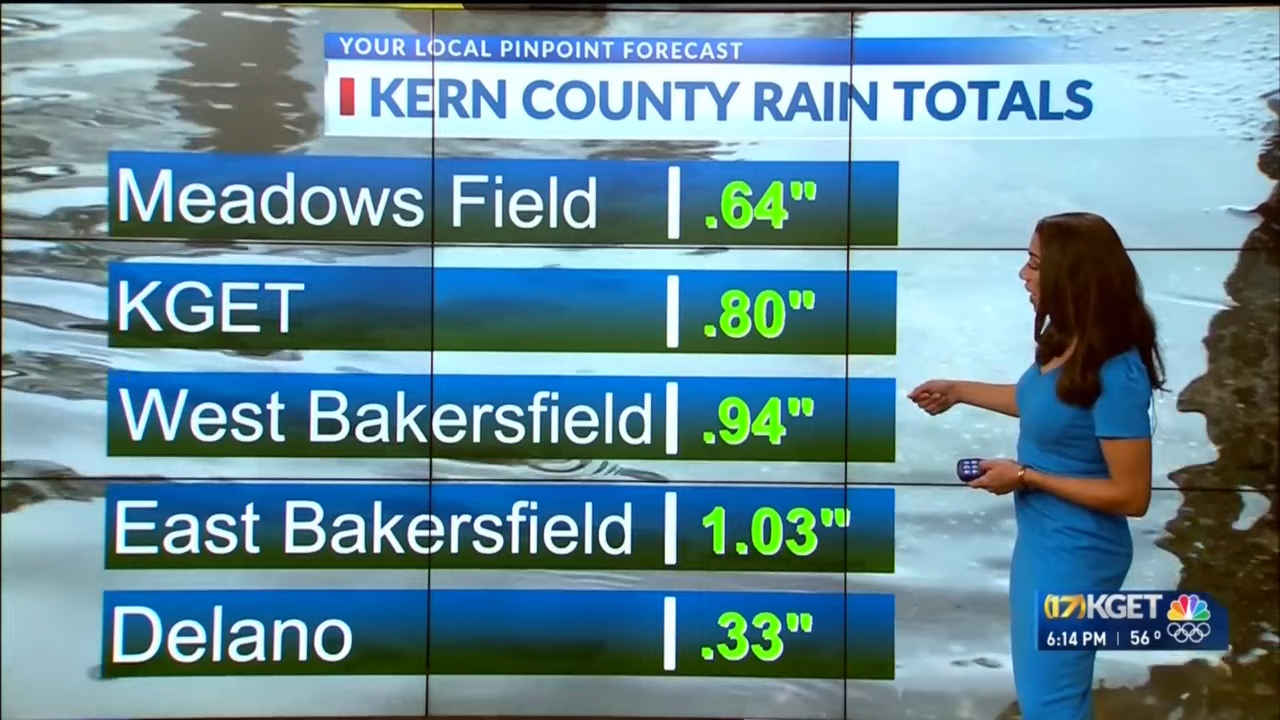 YOUR LOCAL PINPOINT FORECAST
KERN COUNTY RAIN TOTALS
Meadows Field .64"
KGET .80"
West Bakersfield .94"
East Bakersfield 1.03"
Delano .33"
17 KGET
6:14 PM | 56°